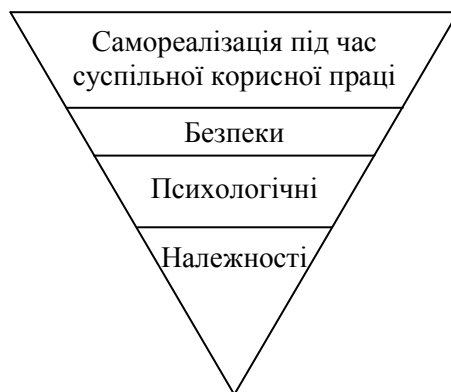 Самореалізація під час
суспільної корисної праці
Безпеки
Психологічні
Належності